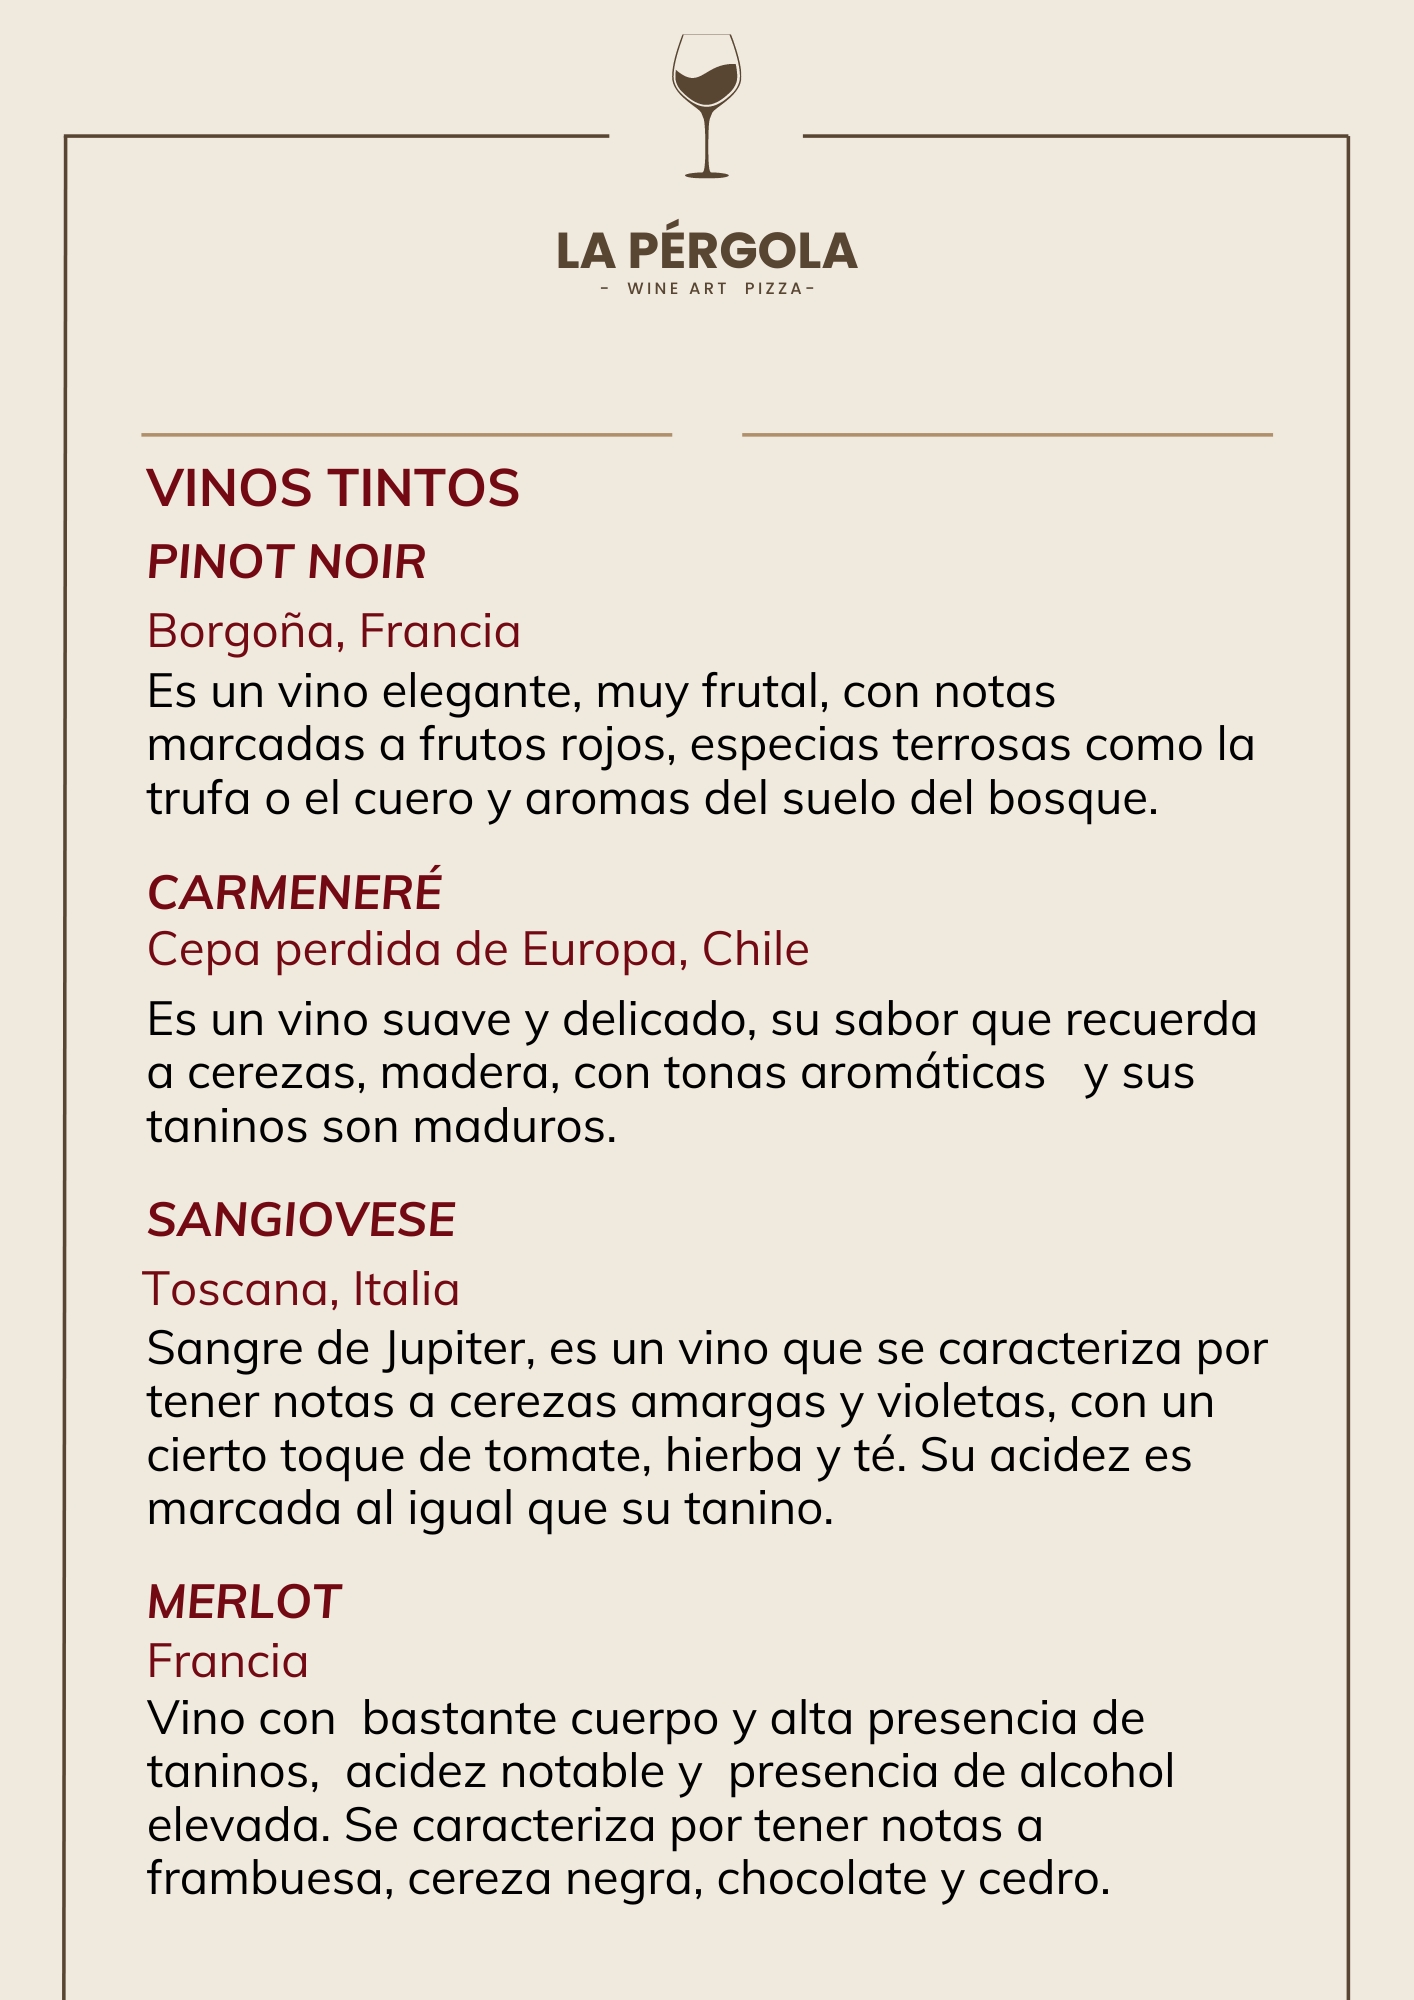 LA PÉRGOLA
- WINE ART PIZZA-
VINOS TINTOS
PINOT NOIR
Borgoña, Francia
Es un vino elegante, muy frutal, con notas
marcadas a frutos rojos, especias terrosas como la
trufa o el cuero y aromas del suelo del bosque.
CARMENERÉ
Cepa perdida de Europa, Chile
Es un vino suave y delicado, su sabor que recuerda
a cerezas, madera, con tonas aromáticas y sus
taninos son maduros.
SANGIOVESE
Toscana, Italia
Sangre de Jupiter, es un vino que se caracteriza por
tener notas a cerezas amargas y violetas, con un
cierto toque de tomate, hierba y té. Su acidez es
marcada al igual que su tanino.
MERLOT
Francia
Vino con bastante cuerpo y alta presencia de
taninos, acidez notable y presencia de alcohol
elevada. Se caracteriza por tener notas a
frambuesa, cereza negra, chocolate y cedro.